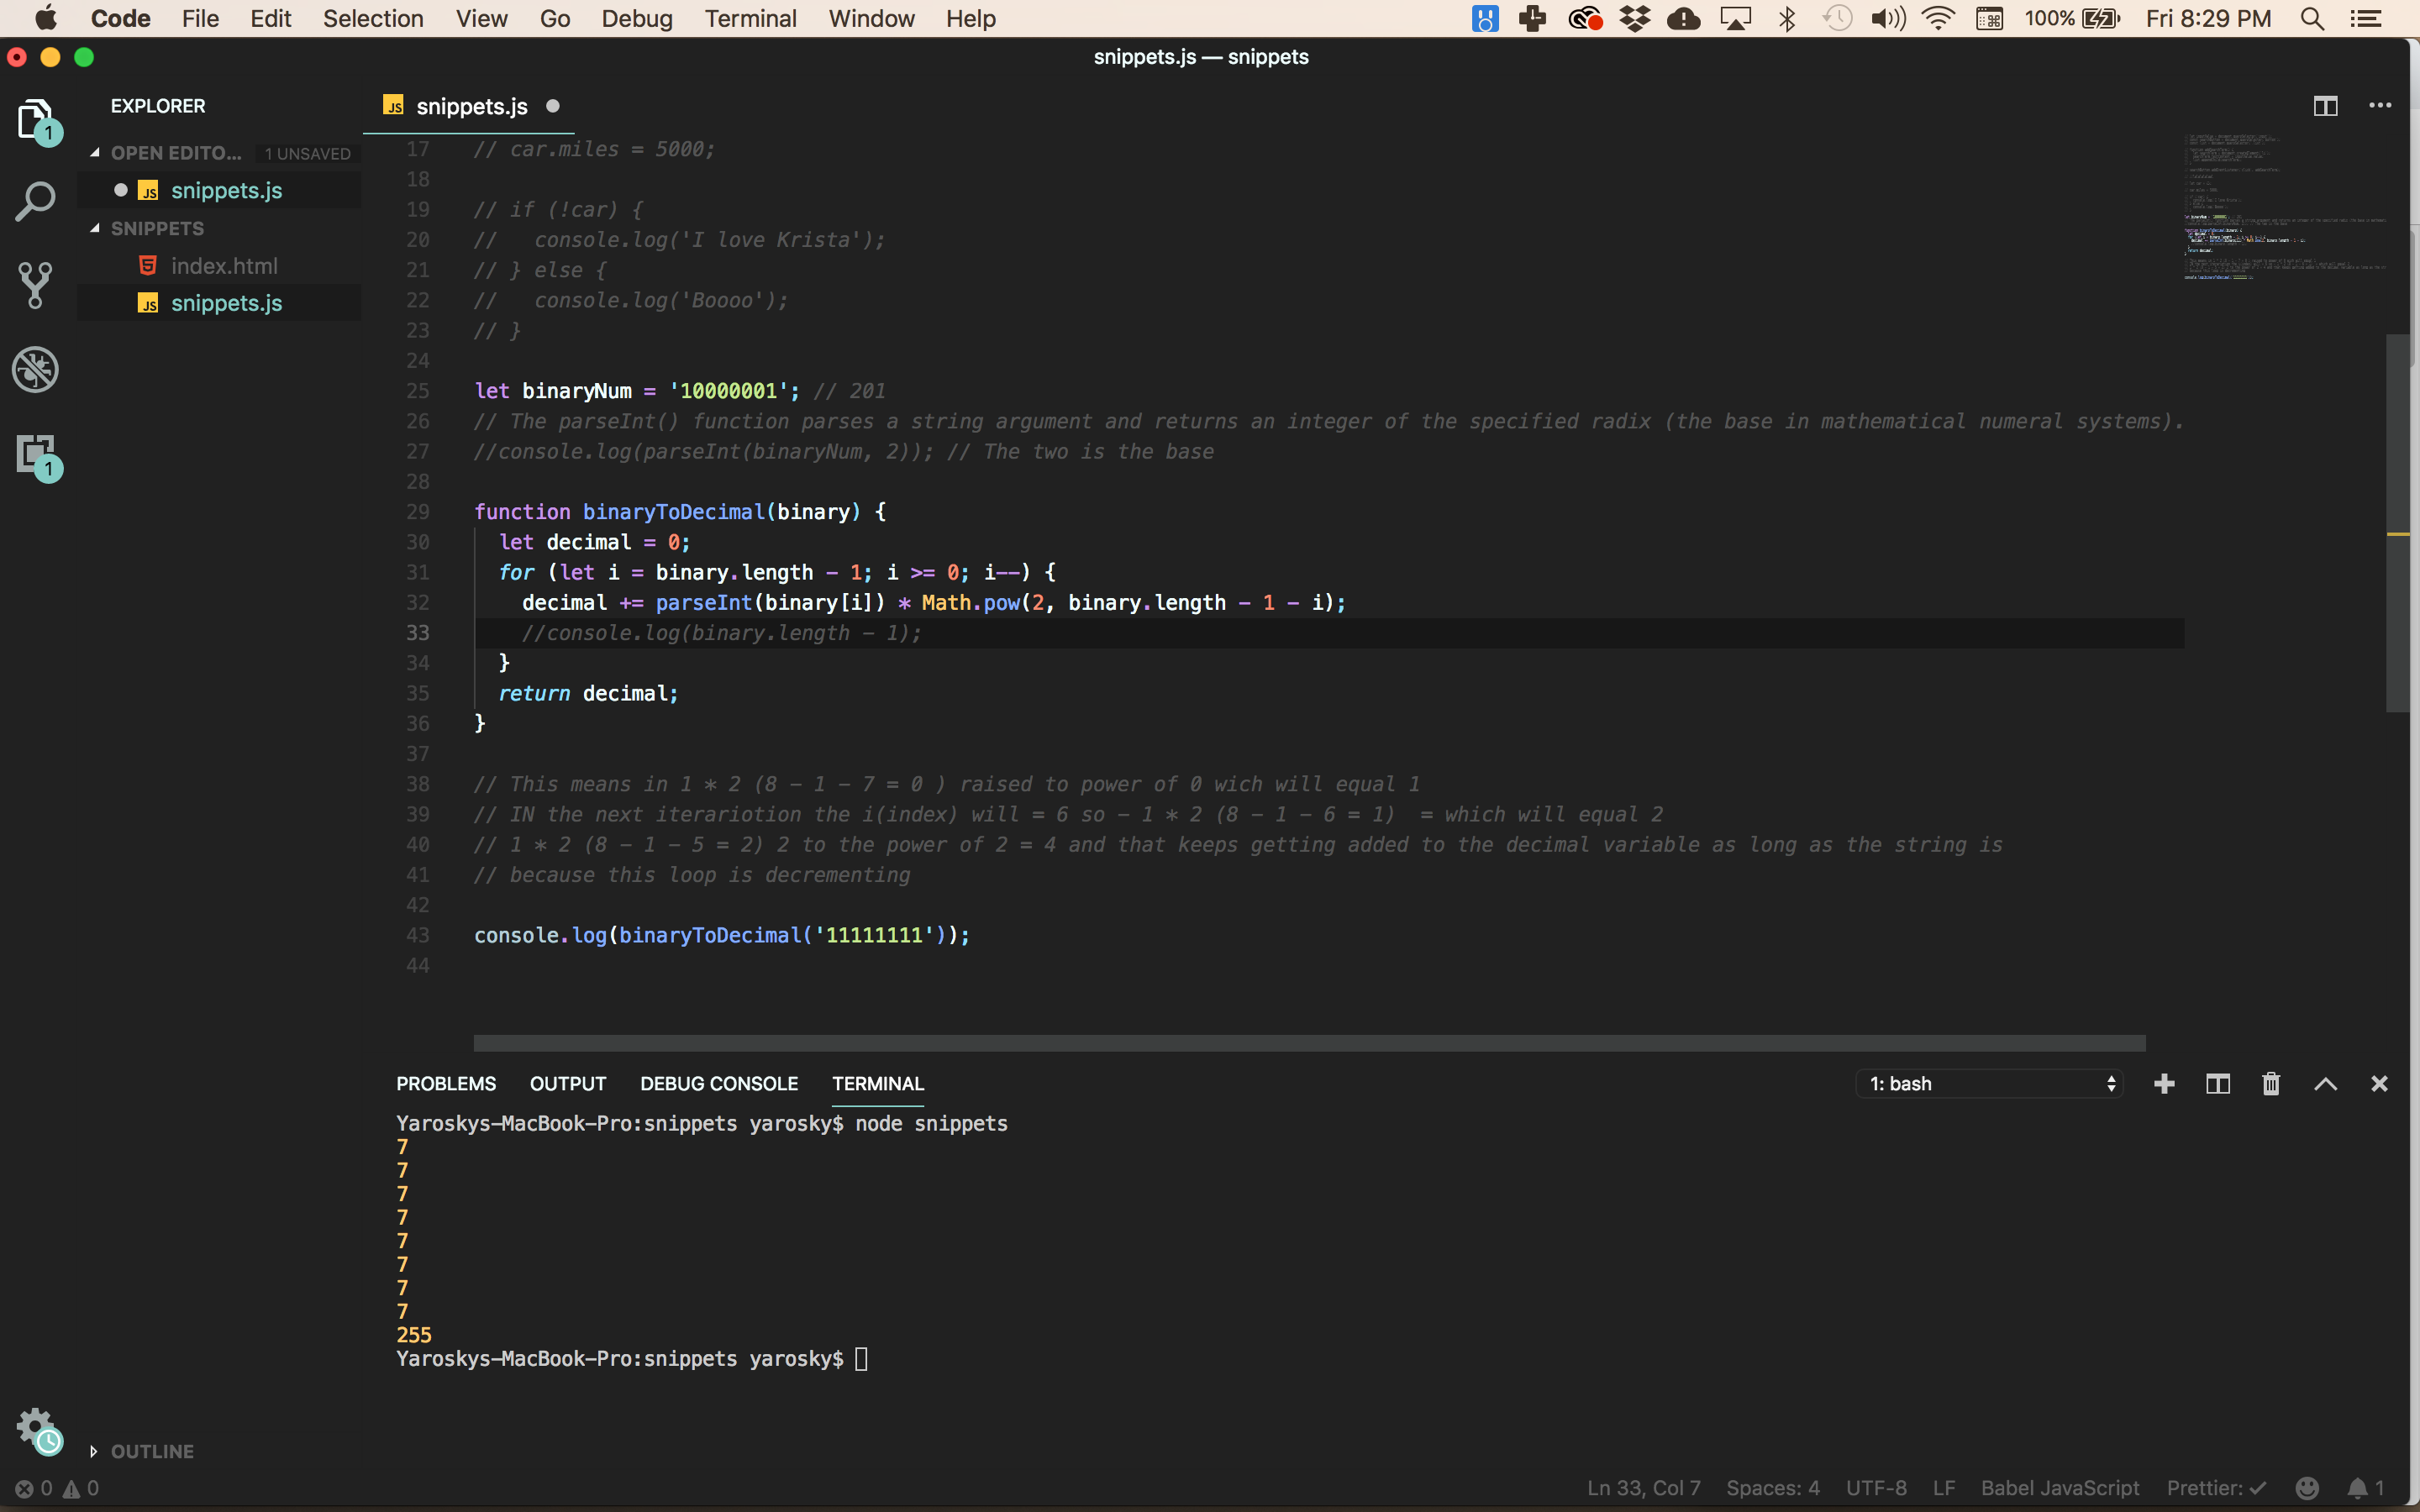 Code File Edit Selection View Go Debug Terminal Window Help 100% Fri 8:29 PM
snippets.js — snippets
EXPLORER
snippets.js
OPEN EDITO... 1 UNSAVED
snippets.js
SNIPPETS
index.html
snippets.js
1
1
17 // car.miles = 5000;
18
19 // if (!car) {
20 //   console.log('I love Krista');
21 // } else {
22 //   console.log('Boooo');
23 // }
24
25 let binaryNum = '10000001'; // 201
26 // The parseInt() function parses a string argument and returns an integer of the specified radix (the base in mathematical numeral systems).
27 //console.log(parseInt(binaryNum, 2)); // The two is the base
28
29 function binaryToDecimal(binary) {
30   let decimal = 0;
31   for (let i = binary.length - 1; i >= 0; i--) {
32     decimal += parseInt(binary[i]) * Math.pow(2, binary.length - 1 - i);
33     //console.log(binary.length - 1);
34   }
35   return decimal;
36 }
37
38 // This means in 1 * 2 (8 - 1 - 7 = 0 ) raised to power of 0 wich will equal 1
39 // IN the next iterariotion the i(index) will = 6 so - 1 * 2 (8 - 1 - 6 = 1)  = which will equal 2
40 // 1 * 2 (8 - 1 - 5 = 2) 2 to the power of 2 = 4 and that keeps getting added to the decimal variable as long as the string is
41 // because this loop is decrementing
42
43 console.log(binaryToDecimal('11111111'));
44
PROBLEMS OUTPUT DEBUG CONSOLE TERMINAL 1: bash
Yaroskys-MacBook-Pro:snippets yarosky$ node snippets
7
7
7
7
7
7
7
7
255
Yaroskys-MacBook-Pro:snippets yarosky$
OUTLINE
0 0 Ln 33, Col 7 Spaces: 4 UTF-8 LF Babel JavaScript Prettier: ✓ 1